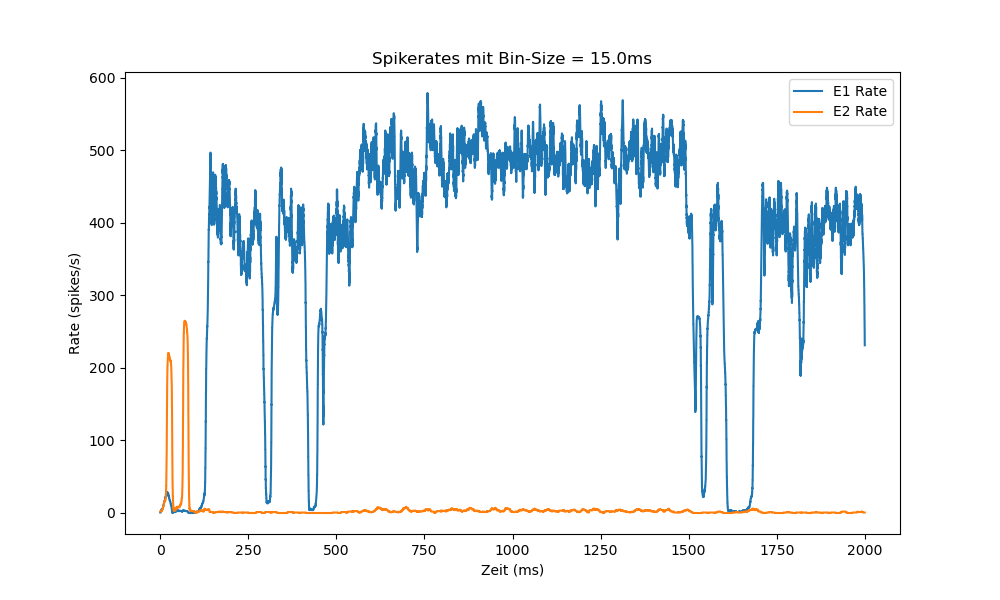 Spikerates mit Bin-Size = 15.0ms
E1 Rate
E2 Rate
Rate (spikes/s)
600
500
400
300
200
100
0
0 250 500 750 1000 1250 1500 1750 2000
Zeit (ms)